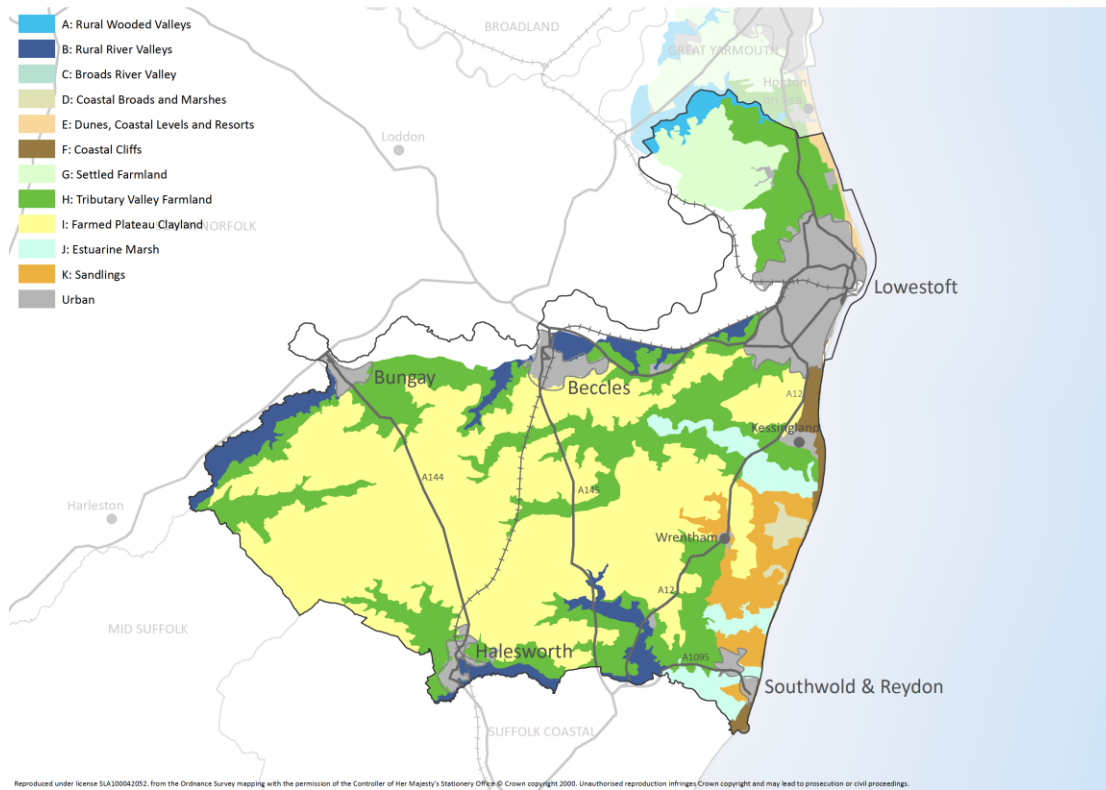 A: Rural Wooded Valleys
B: Rural River Valleys
C: Broads River Valley
D: Coastal Broads and Marshes
E: Dunes, Coastal Levels and Resorts
F: Coastal Cliffs
G: Settled Farmland
H: Tributary Valley Farmland
I: Farmed Plateau Clayland
J: Estuarine Marsh
K: Sandlings
Urban
BROADLAND
GREAT YARMOUTH
Hopton
on Sea
Loddon
NORFOLK
Lowestoft
Bungay
Beccles
A12
Kessingland
A144
A145
Harleston
Wrentham
A12
MID SUFFOLK
Halesworth
A1095
Southwold & Reydon
SUFFOLK COASTAL
Reproduced under license SLA100042052. from the Ordnance Survey mapping with the permission of the Controller of Her Majesty's Stationery Office © Crown copyright 2000. Unauthorised reproduction infringes Crown copyright and may lead to prosecution or civil proceedings.